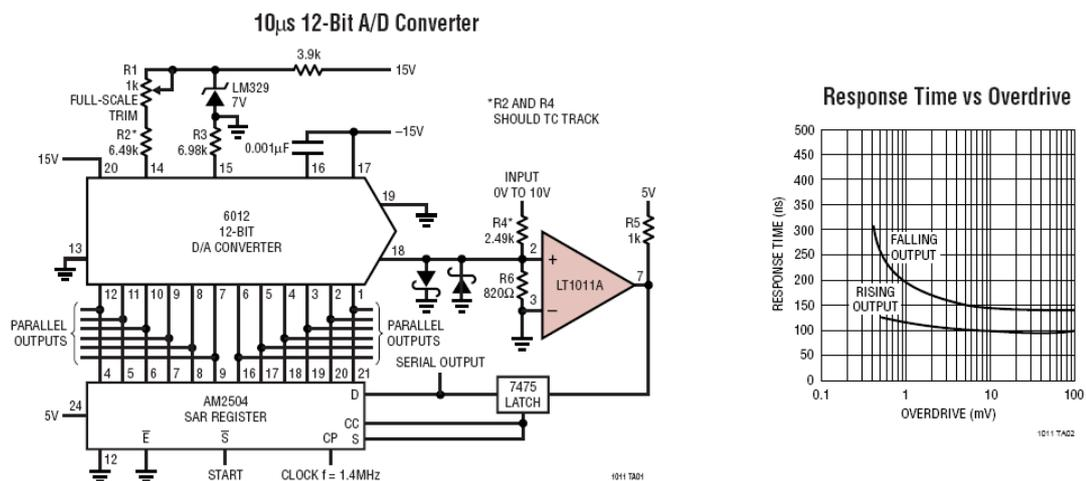 10µs 12-Bit A/D Converter
3.9k
15V
R1
1k
FULL-SCALE
TRIM
LM329
7V
*R2 AND R4
SHOULD TC TRACK
R2*
6.49k
R3
6.98k
0.001µF
–15V
15V
20
14
15
16
17
INPUT
0V TO 10V
5V
19
6012
12-BIT
D/A CONVERTER
R4*
2.49k
R5
1k
13
18
2
+
R6
820Ω
LT1011A
7
3
–
12
11
10
9
8
7
6
5
4
3
2
1
PARALLEL
OUTPUTS
PARALLEL
OUTPUTS
SERIAL OUTPUT
4
5
6
7
8
9
16
17
18
19
20
21
24
5V
AM2504
SAR REGISTER
D
7475
LATCH
CC
E
S
CP
S
12
START
CLOCK f = 1.4MHz
1011 TA01
Response Time vs Overdrive
500
450
400
350
300
250
200
150
100
50
0
RESPONSE TIME (ns)
FALLING
OUTPUT
RISING
OUTPUT
0.1
1
10
100
OVERDRIVE (mV)
1011 TA02